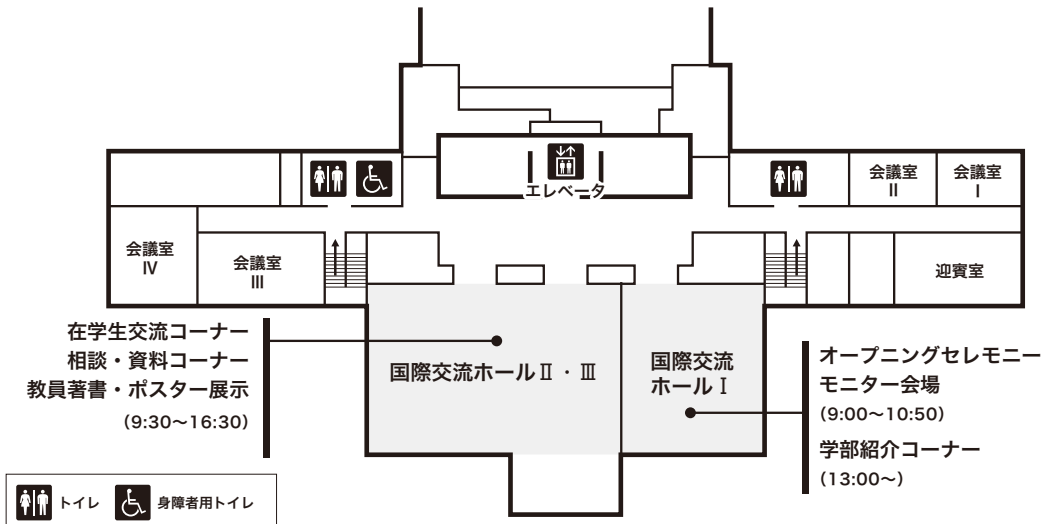 エレベータ
会議室
II
会議室
I
会議室
IV
会議室
III
迎賓室
在学生交流コーナー
相談・資料コーナー
教員著書・ポスター展示
(9:30〜16:30)
国際交流ホールⅡ・Ⅲ
国際交流
ホールⅠ
オープニングセレモニー
モニター会場
(9:00〜10:50)
学部紹介コーナー
(13:00〜)
トイレ
身障者用トイレ